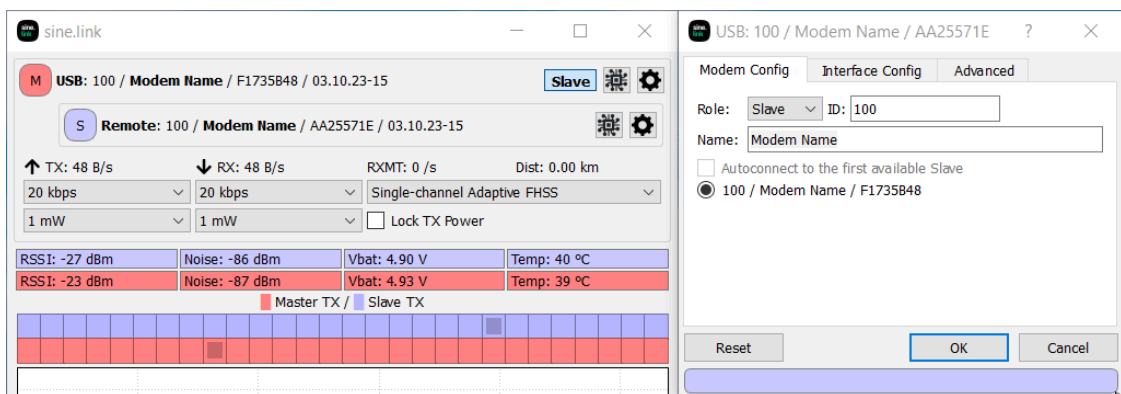 sine.link
M USB: 100 / Modem Name / F1735B48 / 03.10.23-15 Slave
S Remote: 100 / Modem Name / AA25571E / 03.10.23-15
TX: 48 B/s RX: 48 B/s RXMT: 0 /s Dist: 0.00 km
20 kbps 20 kbps Single-channel Adaptive FHSS
1 mW 1 mW Lock TX Power
RSSI: -27 dBm Noise: -86 dBm Vbat: 4.90 V Temp: 40 ºC
RSSI: -23 dBm Noise: -87 dBm Vbat: 4.93 V Temp: 39 ºC
Master TX / Slave TX
USB: 100 / Modem Name / AA25571E ?
Modem Config Interface Config Advanced
Role: Slave ID: 100
Name: Modem Name
Autoconnect to the first available Slave
100 / Modem Name / F1735B48
Reset OK Cancel